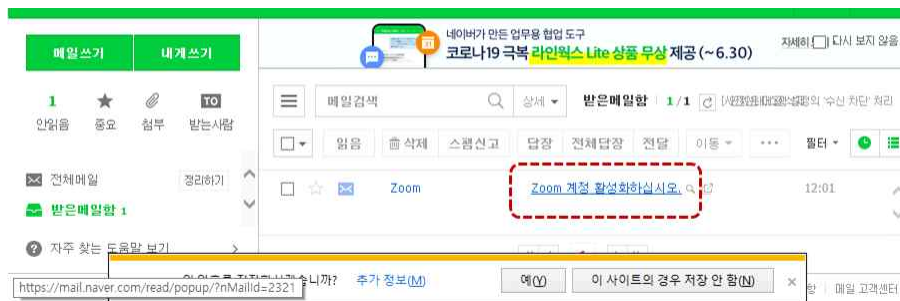 네이버가 만든 업무용 협업 도구
코로나19 극복 라인웍스 Lite 상품 무상 제공 (~6.30)
자세히
다시 보지 않음
메일쓰기
내게쓰기
1
TO
안읽음
중요
첨부
받는사람
메일검색
상세
받은메일함
1/1
'수신 차단' 처리
읽음
삭제
스팸신고
답장
전체답장
전달
이동
...
필터
전체메일
정리하기
받은메일함 1
Zoom
Zoom 계정 활성화하십시오.
12:01
자주 찾는 도움말 보기
니까?
추가 정보(M)
예(Y)
이 사이트의 경우 저장 안 함(N)
×
https://mail.naver.com/read/popup/?nMailId=2321
메일 고객센터